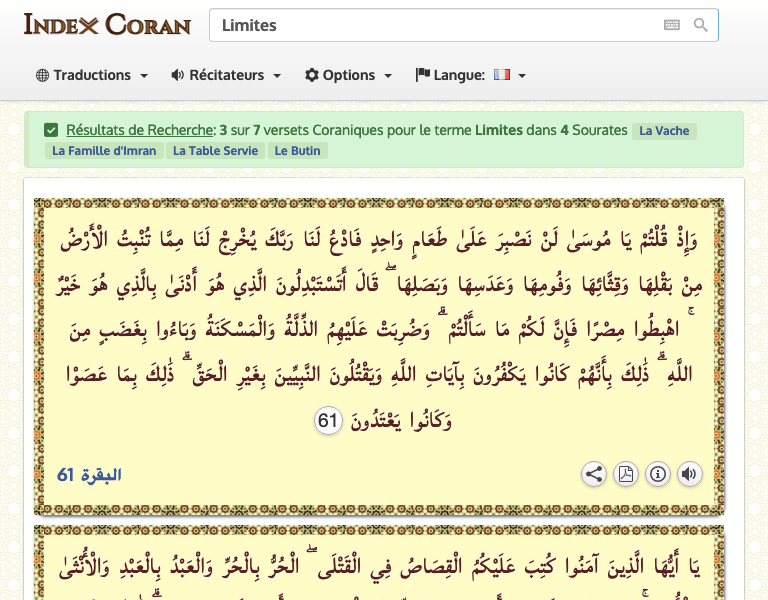 INDEX CORAN
Limites
Traductions Récitateurs Options Langue:
Résultats de Recherche: 3 sur 7 versets Coraniques pour le terme Limites dans 4 Sourates La Vache
La Famille d'Imran La Table Servie Le Butin
وَإِذْ قُلْتُمْ يَا مُوسَىٰ لَنْ نَصْبِرَ عَلَىٰ طَعَامٍ وَاحِدٍ فَادْعُ لَنَا رَبَّكَ يُخْرِجْ لَنَا مِمَّا تُنْبِتُ الْأَرْضُ
مِنْ بَقْلِهَا وَقِثَّائِهَا وَفُومِهَا وَعَدَسِهَا وَبَصَلِهَا ۖ قَالَ أَتَسْتَبْدِلُونَ الَّذِي هُوَ أَدْنَىٰ بِالَّذِي هُوَ خَيْرٌ
ۚ اهْبِطُوا مِصْرًا فَإِنَّ لَكُمْ مَا سَأَلْتُمْ ۗ وَضُرِبَتْ عَلَيْهِمُ الذِّلَّةُ وَالْمَسْكَنَةُ وَبَاءُوا بِغَضَبٍ مِنَ
اللَّهِ ۗ ذَٰلِكَ بِأَنَّهُمْ كَانُوا يَكْفُرُونَ بِآيَاتِ اللَّهِ وَيَقْتُلُونَ النَّبِيِّينَ بِغَيْرِ الْحَقِّ ۗ ذَٰلِكَ بِمَا عَصَوْا
وَكَانُوا يَعْتَدُونَ 61
البقرة 61
يَا أَيُّهَا الَّذِينَ آمَنُوا كُتِبَ عَلَيْكُمُ الْقِصَاصُ فِي الْقَتْلَى ۖ الْحُرُّ بِالْحُرِّ وَالْعَبْدُ بِالْعَبْدِ وَالْأُنْثَىٰ